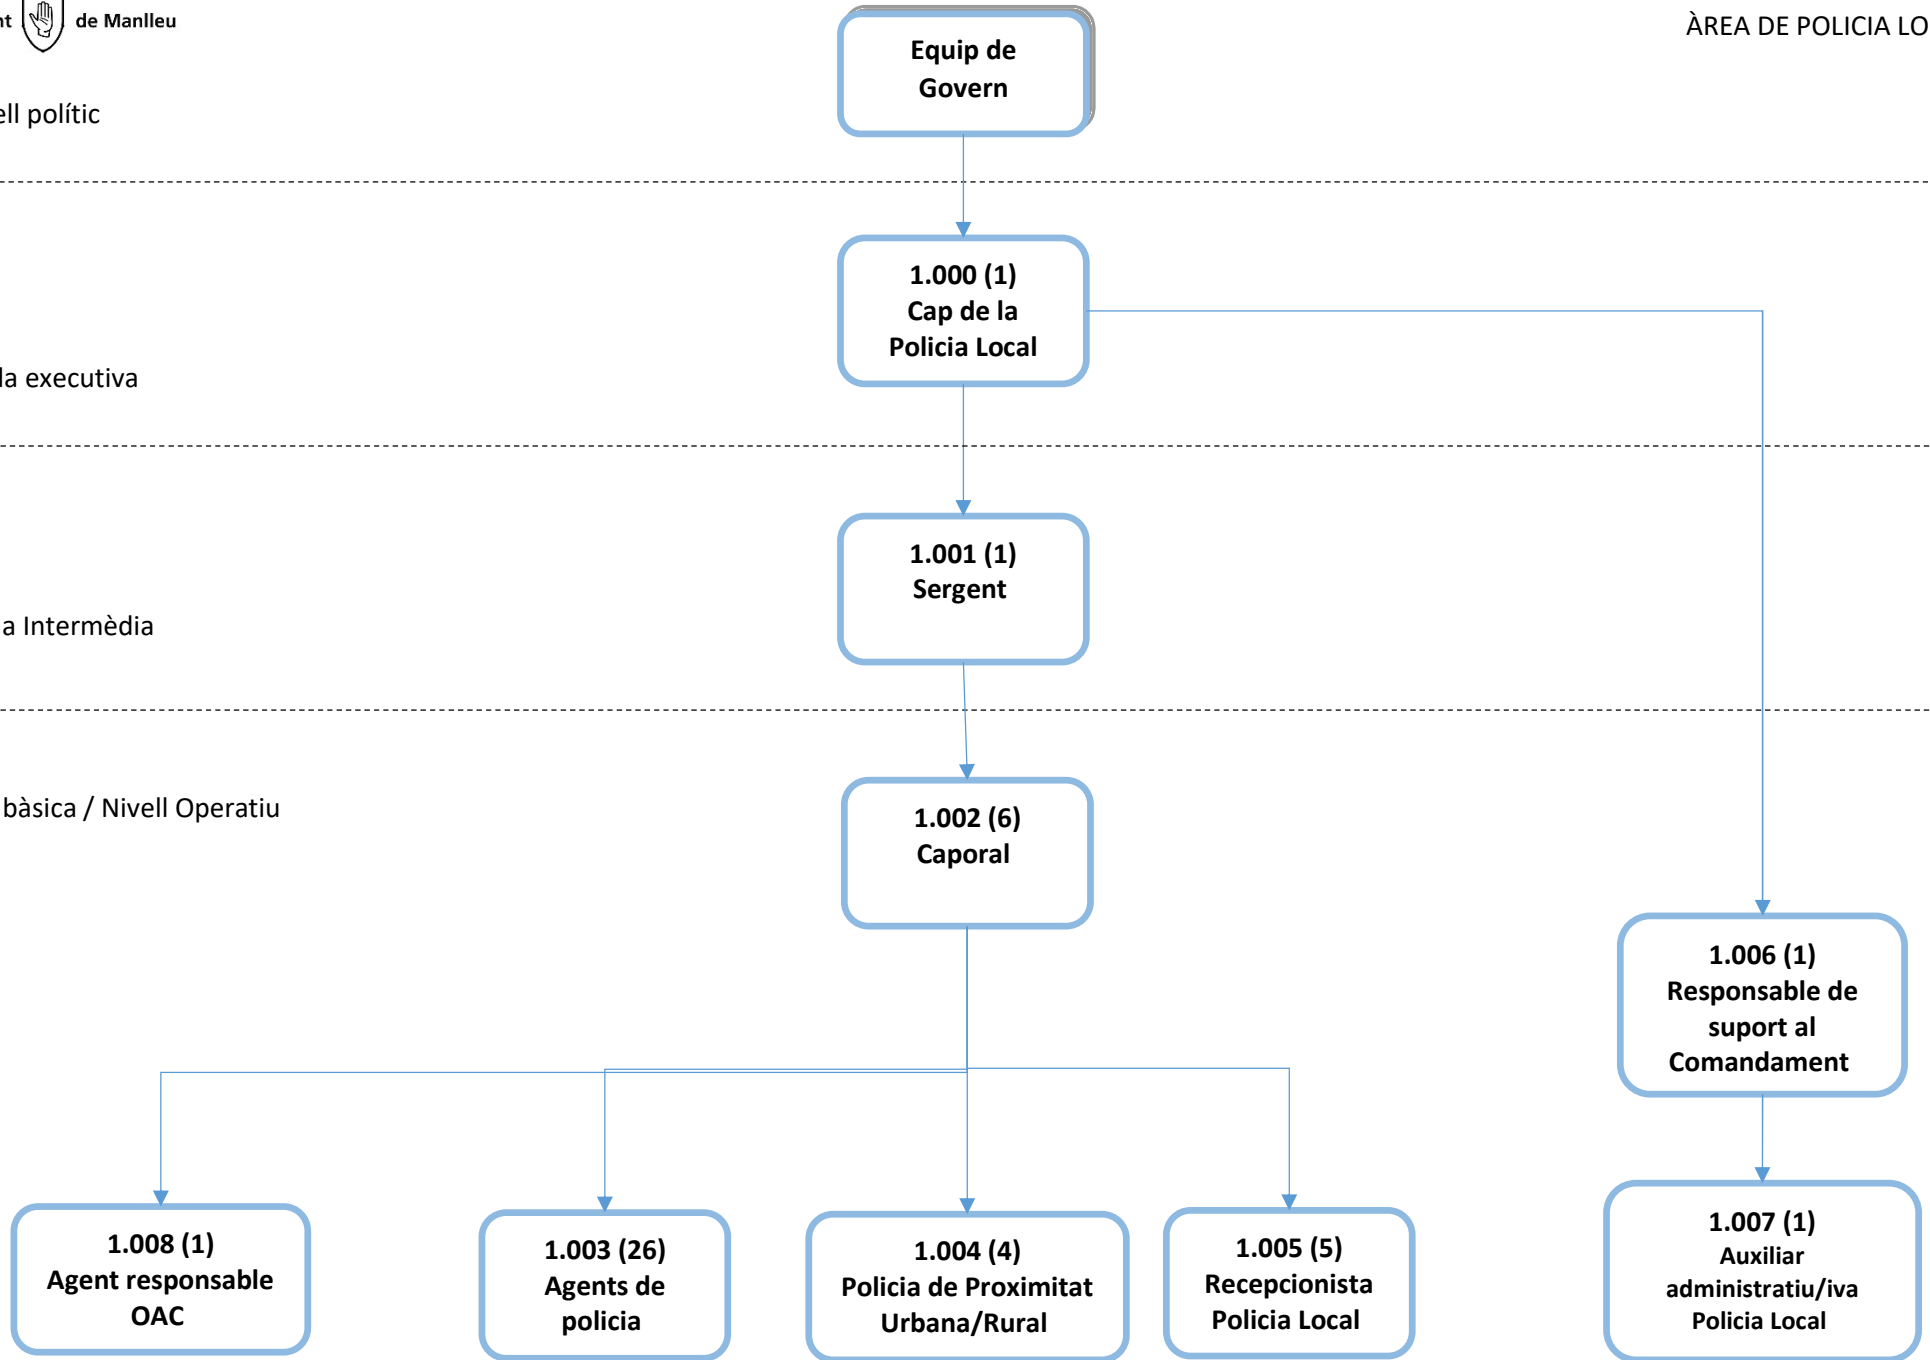 de Manlleu
ÀREA DE POLICIA LO
Equip de
Govern
ell polític
1.000 (1)
Cap de la
Policia Local
da executiva
1.001 (1)
Sergent
a Intermèdia
1.002 (6)
Caporal
bàsica / Nivell Operatiu
1.006 (1)
Responsable de
suport al
Comandament
1.008 (1)
Agent responsable
OAC
1.003 (26)
Agents de
policia
1.004 (4)
Policia de Proximitat
Urbana/Rural
1.005 (5)
Recepcionista
Policia Local
1.007 (1)
Auxiliar
administratiu/iva
Policia Local